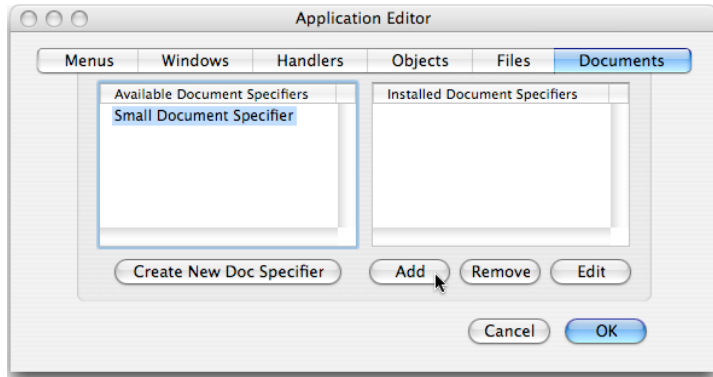 Application Editor
Menus Windows Handlers Objects Files Documents
Available Document Specifiers Installed Document Specifiers
Small Document Specifier
Create New Doc Specifier Add Remove Edit
Cancel OK